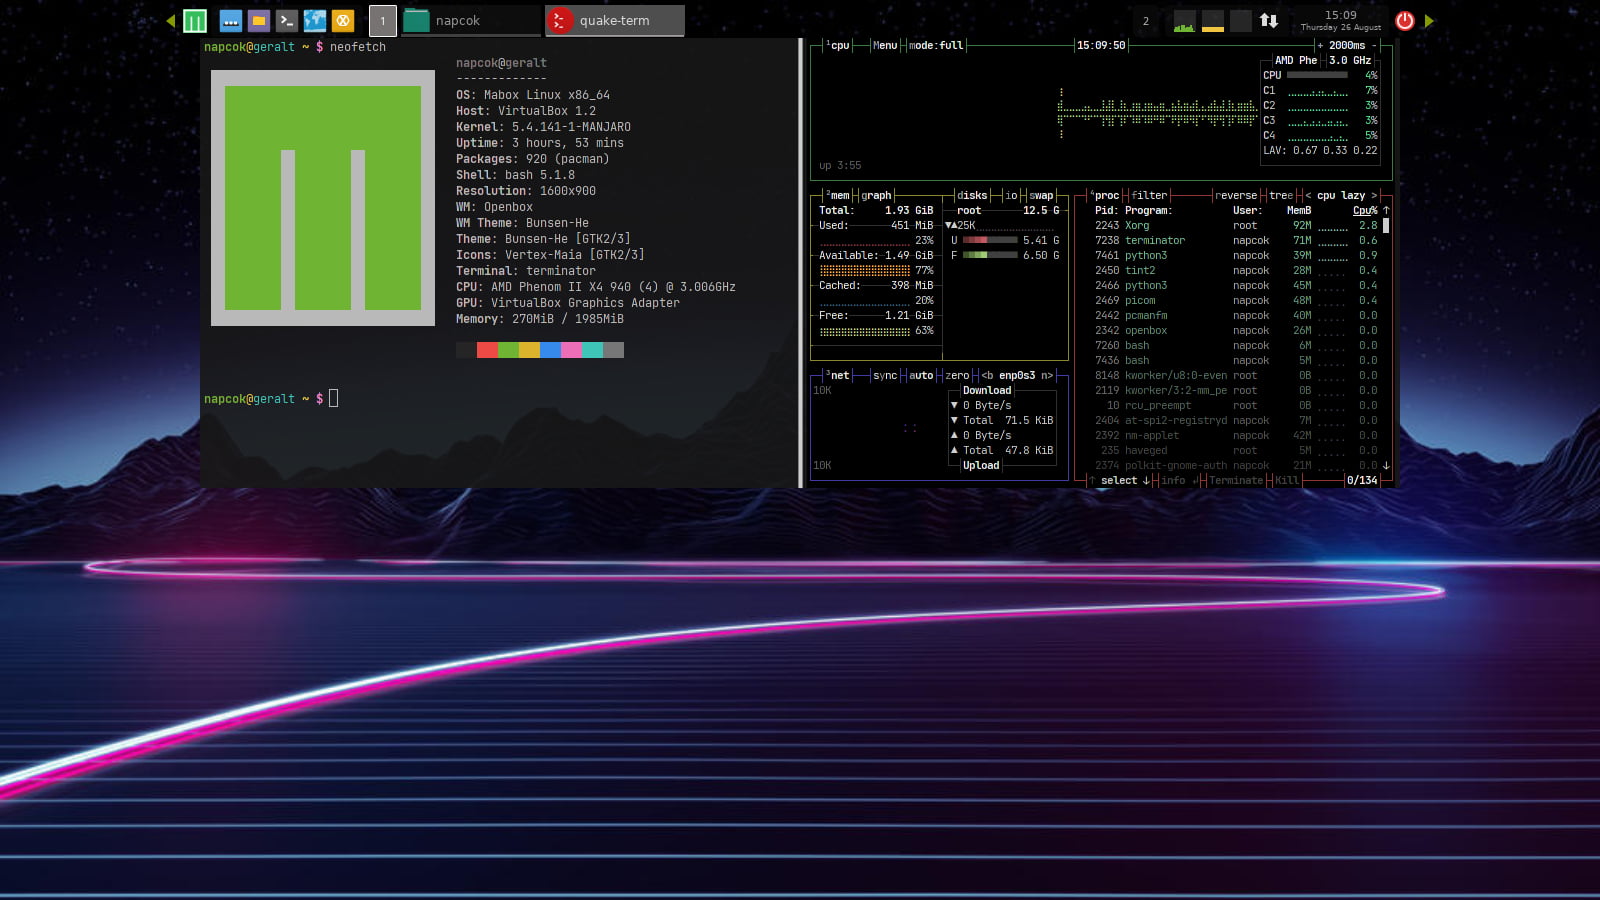 1 napcok quake-term 2 15:09
Thursday 26 August
napcok@geralt ~ $ neofetch
napcok@geralt
-------------
OS: Mabox Linux x86_64
Host: VirtualBox 1.2
Kernel: 5.4.141-1-MANJARO
Uptime: 3 hours, 53 mins
Packages: 920 (pacman)
Shell: bash 5.1.8
Resolution: 1600x900
WM: Openbox
WM Theme: Bunsen-He
Theme: Bunsen-He [GTK2/3]
Icons: Vertex-Maia [GTK2/3]
Terminal: terminator
CPU: AMD Phenom II X4 940 (4) @ 3.006GHz
GPU: VirtualBox Graphics Adapter
Memory: 270MiB / 1985MiB
napcok@geralt ~ $
¹cpu Menu mode:full 15:09:50 + 2000ms -
AMD Phe 3.0 GHz
CPU 4%
C1 7%
C2 3%
C3 3%
C4 5%
LAV: 0.67 0.33 0.22
up 3:55
²mem graph disks io swap
Total: 1.93 GiB
Used: 451 MiB
23%
Available: 1.49 GiB
77%
Cached: 398 MiB
20%
Free: 1.21 GiB
63%
root 12.5 G
▼▲25K
U 5.41 G
F 6.50 G
³net sync auto zero <b enp0s3 n>
10K
Download
▼ 0 Byte/s
▼ Total 71.5 KiB
▲ 0 Byte/s
▲ Total 47.8 KiB
Upload
10K
⁴proc filter reverse tree < cpu lazy >
Pid: Program: User: MemB Cpu% ↑
2243 Xorg root 92M 2.8
7238 terminator napcok 71M 0.6
7461 python3 napcok 39M 0.9
2450 tint2 napcok 28M 0.4
2466 python3 napcok 45M 0.4
2469 picom napcok 48M 0.4
2442 pcmanfm napcok 40M 0.0
2342 openbox napcok 26M 0.0
7260 bash napcok 6M 0.0
7436 bash napcok 5M 0.0
8148 kworker/u8:0-even root 0B 0.0
2119 kworker/3:2-mm_pe root 0B 0.0
10 rcu_preempt root 0B 0.0
2404 at-spi2-registryd napcok 7M 0.0
2392 nm-applet napcok 42M 0.0
235 haveged root 5M 0.0
2374 polkit-gnome-auth napcok 21M 0.0 ↓
↑ select ↓ info ↲ Terminate Kill 0/134